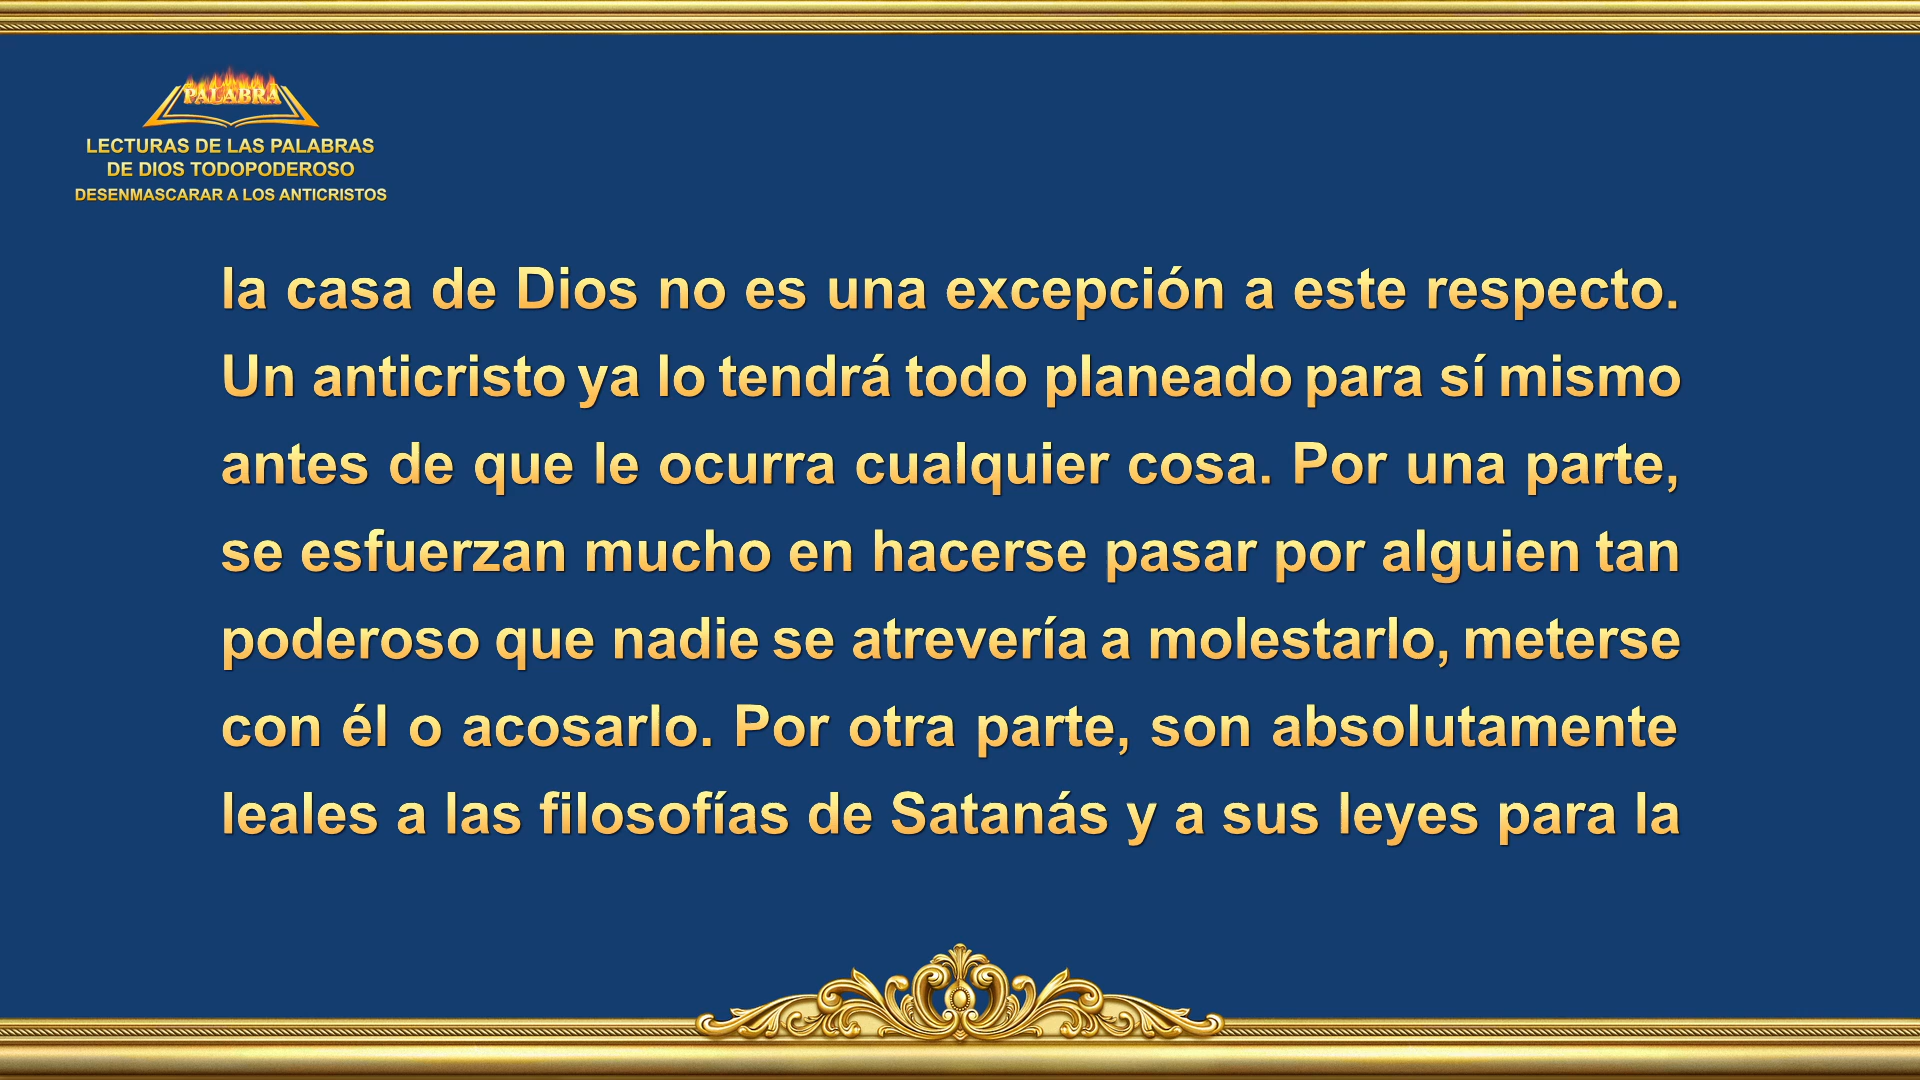 PALABRA
LECTURAS DE LAS PALABRAS
DE DIOS TODOPODEROSO
DESENMASCARAR A LOS ANTICRISTOS
la casa de Dios no es una excepción a este respecto.
Un anticristo ya lo tendrá todo planeado para sí mismo
antes de que le ocurra cualquier cosa. Por una parte,
se esfuerzan mucho en hacerse pasar por alguien tan
poderoso que nadie se atrevería a molestarlo, meterse
con él o acosarlo. Por otra parte, son absolutamente
leales a las filosofías de Satanás y a sus leyes para la